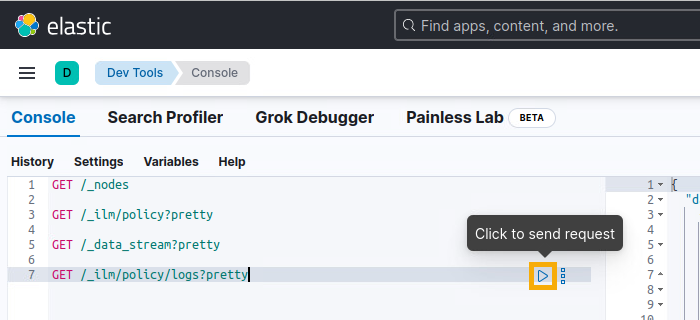 elastic
Find apps, content, and more.
D Dev Tools Console
Console Search Profiler Grok Debugger Painless Lab BETA
History Settings Variables Help
1 GET /_nodes
2
3 GET /_ilm/policy?pretty
4
5 GET /_data_stream?pretty
6
7 GET /_ilm/policy/logs?pretty
Click to send request
1 {
2 "d
3
4
5
6
7
8
9
10